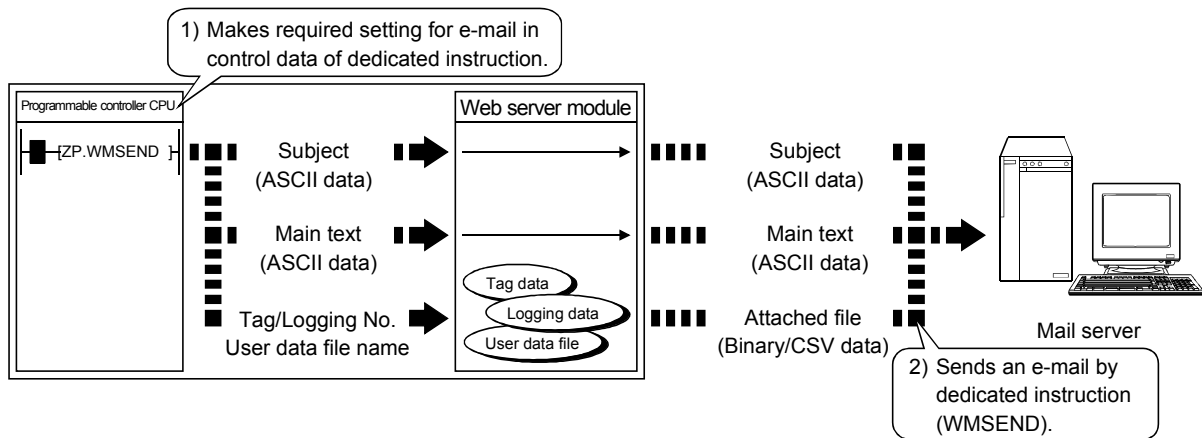 1) Makes required setting for e-mail in
control data of dedicated instruction.
Programmable controller CPU
ZP.WMSEND
Web server module
Subject
(ASCII data)
Subject
(ASCII data)
Main text
(ASCII data)
Main text
(ASCII data)
Tag data
Logging data
User data file
Tag/Logging No.
User data file name
Attached file
(Binary/CSV data)
Mail server
2) Sends an e-mail by
dedicated instruction
(WMSEND).